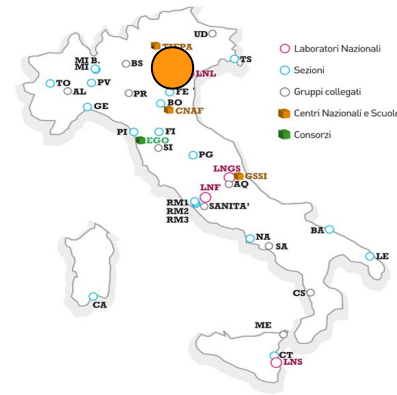 UD
TIFPA
MI B.
MI
BS
TS
LNL
TO
PV
AL
PR
FE
BO
GE
CNAF
PI
FI
EGO
SI
PG
LNGS
GSSI
AQ
LNF
RM1
SANITA'
RM2
RM3
NA
SA
BA
LE
CS
CA
ME
CT
LNS
Laboratori Nazionali
Sezioni
Gruppi collegati
Centri Nazionali e Scuole
Consorzi